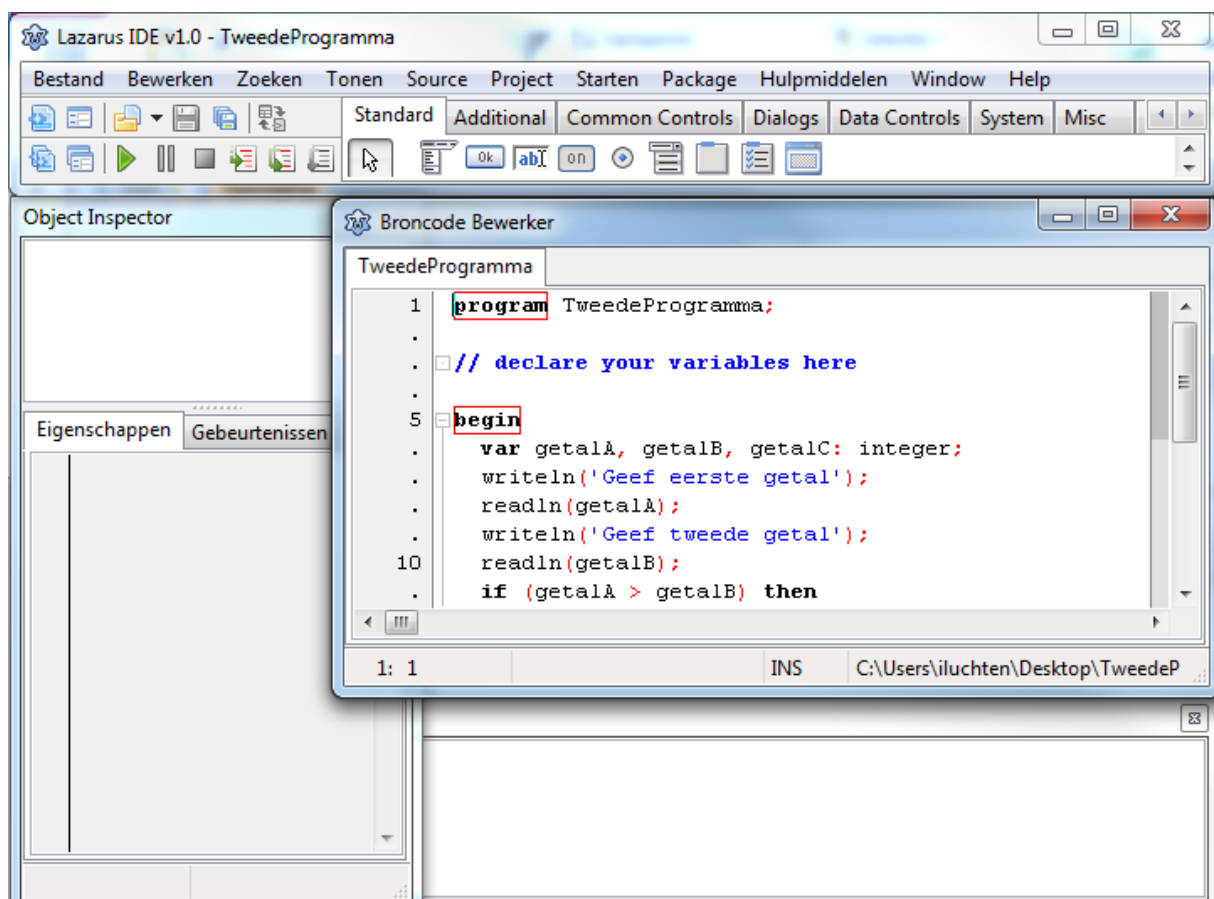 Lazarus IDE v1.0 - TweedeProgramma
Bestand Bewerken Zoeken Tonen Source Project Starten Package Hulpmiddelen Window Help
Standard Additional Common Controls Dialogs Data Controls System Misc
Ok ab on
Object Inspector
Broncode Bewerker
TweedeProgramma
1 program TweedeProgramma;
.
. // declare your variables here
.
5 begin
. var getalA, getalB, getalC: integer;
. writeln('Geef eerste getal');
. readln(getalA);
. writeln('Geef tweede getal');
10 readln(getalB);
. if (getalA > getalB) then
Eigenschappen Gebeurtenissen
1: 1 INS C:\Users\iluchten\Desktop\TweedeP